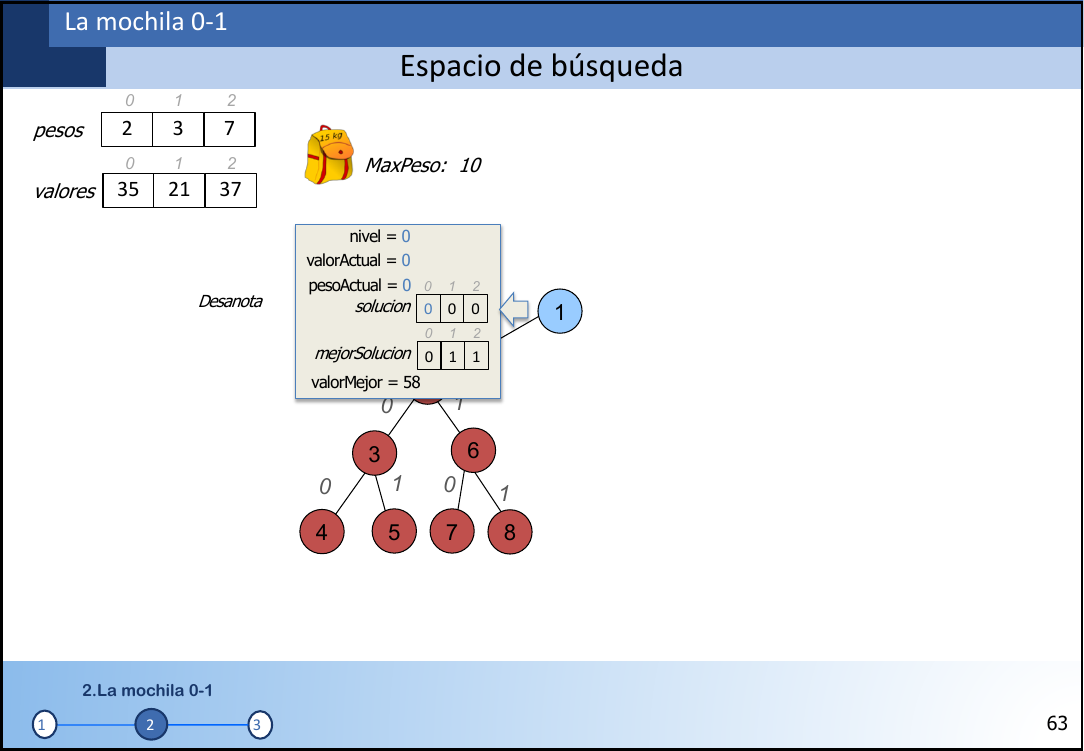 La mochila 0-1
Espacio de búsqueda
0 1 2
pesos 2 3 7
0 1 2
valores 35 21 37
15 kg
MaxPeso: 10
nivel = 0
valorActual = 0
pesoActual = 0 0 1 2
Desanota
solucion 0 0 0
1
0 1 2
mejorSolucion 0 1 1
valorMejor = 58
0 1
3 6
0 1 0 1
4 5 7 8
2.La mochila 0-1
1 2 3
63